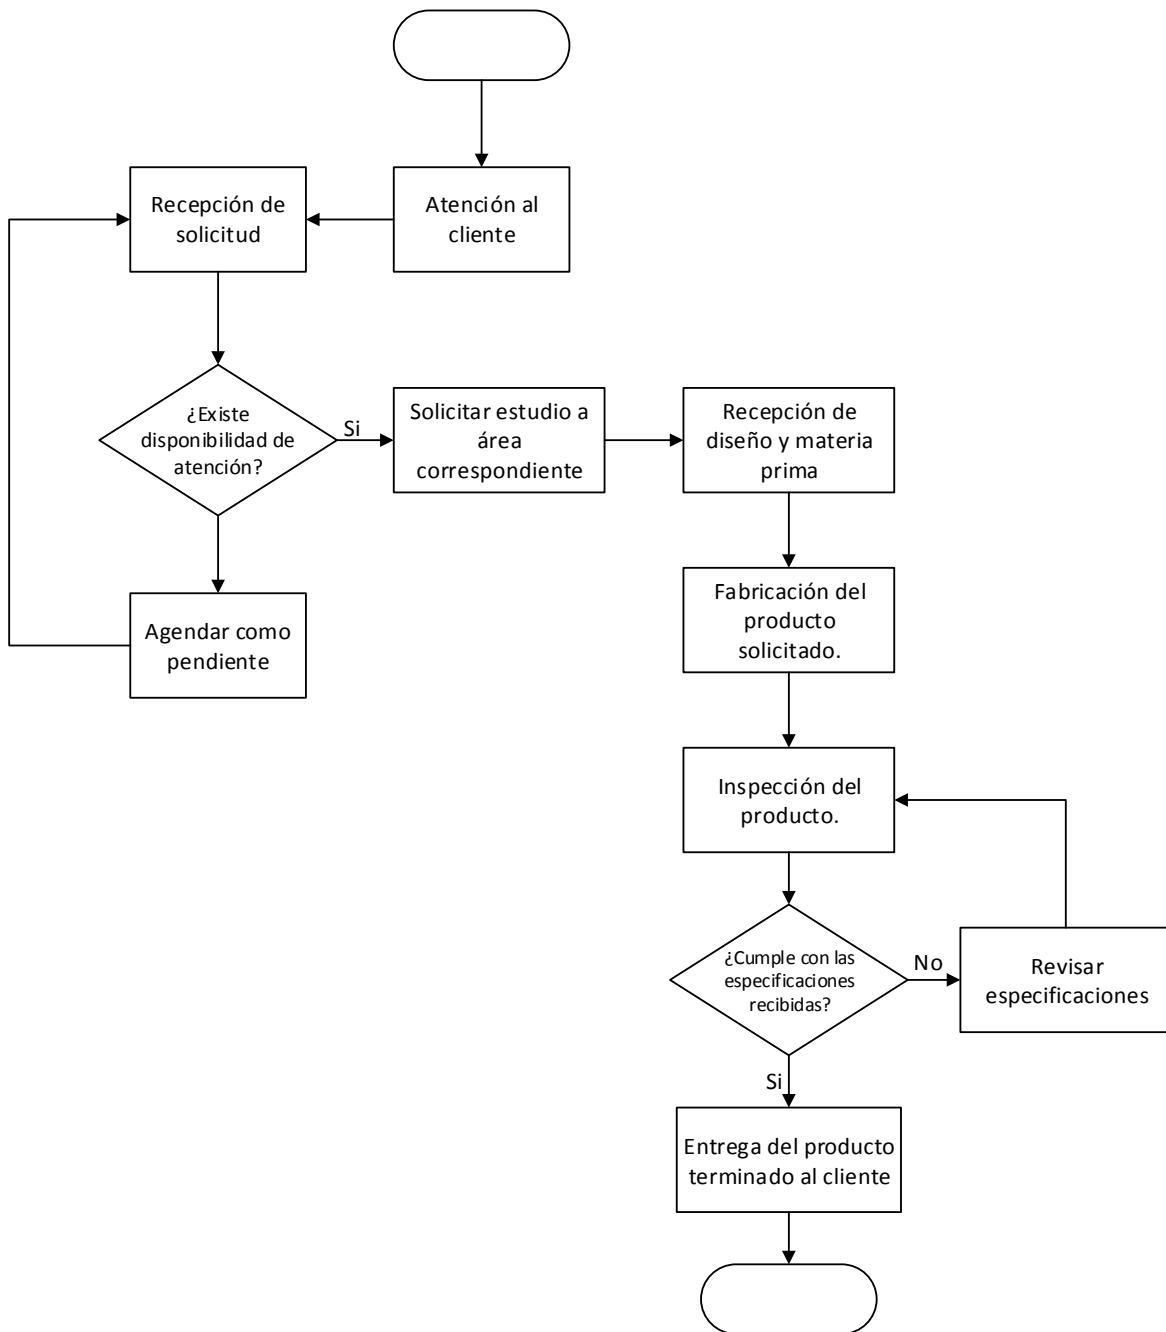 Recepción de
solicitud
Atención al
cliente
¿Existe
disponibilidad de
atención?
Si
Solicitar estudio a
área
correspondiente
Recepción de
diseño y materia
prima
Agendar como
pendiente
Fabricación del
producto
solicitado.
Inspección del
producto.
¿Cumple con las
especificaciones
recibidas?
No
Revisar
especificaciones
Si
Entrega del producto
terminado al cliente